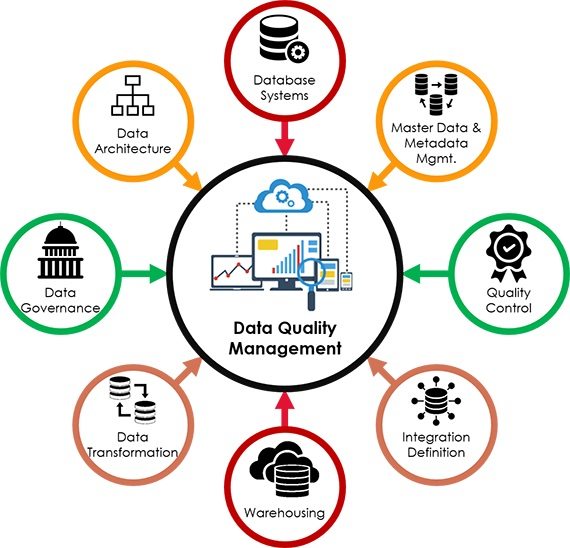 Database
Systems
Data
Architecture
Master Data &
Metadata
Mgmt.
Data
Governance
Data Quality
Management
Quality
Control
Data
Transformation
Integration
Definition
Warehousing